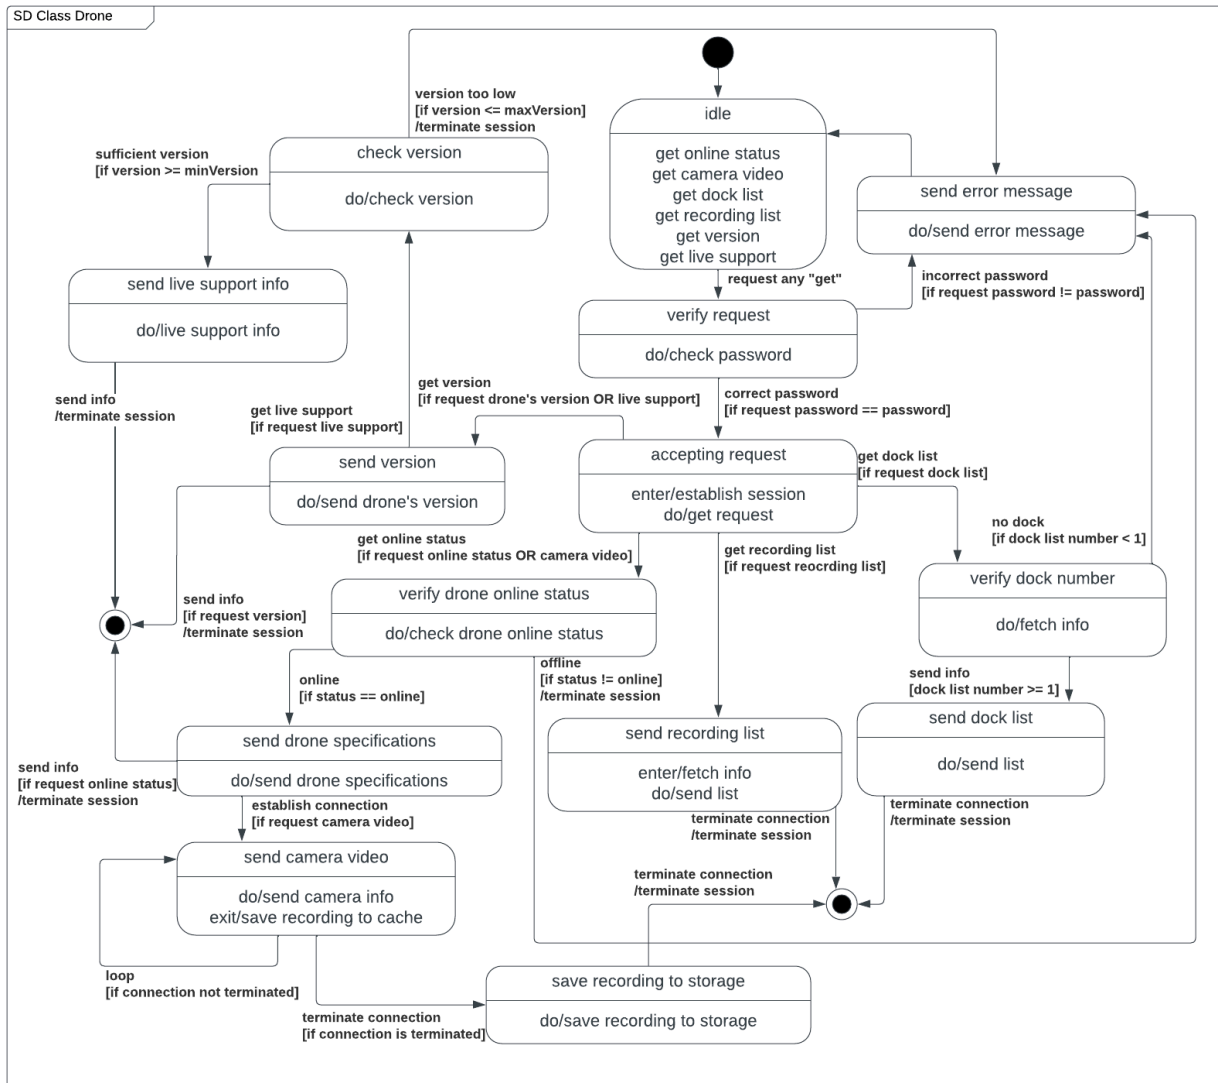 SD Class Drone
version too low
[if version <= maxVersion]
/terminate session
idle
get online status
get camera video
get dock list
get recording list
get version
get live support
check version
do/check version
sufficient version
[if version >= minVersion
send error message
do/send error message
request any "get"
incorrect password
[if request password != password]
send live support info
do/live support info
verify request
do/check password
send info
/terminate session
get version
[if request drone's version OR live support]
correct password
[if request password == password]
get live support
[if request live support]
send version
do/send drone's version
accepting request
enter/establish session
do/get request
get dock list
[if request dock list]
no dock
[if dock list number < 1]
get online status
[if request online status OR camera video]
get recording list
[if request reocrding list]
verify drone online status
do/check drone online status
verify dock number
do/fetch info
send info
[if request version]
/terminate session
online
[if status == online]
offline
[if status != online]
/terminate session
send info
[dock list number >= 1]
send drone specifications
do/send drone specifications
send recording list
enter/fetch info
do/send list
send dock list
do/send list
send info
[if request online status]
/terminate session
establish connection
[if request camera video]
terminate connection
/terminate session
terminate connection
/terminate session
send camera video
do/send camera info
exit/save recording to cache
terminate connection
/terminate session
loop
[if connection not terminated]
save recording to storage
do/save recording to storage
terminate connection
[if connection is terminated]